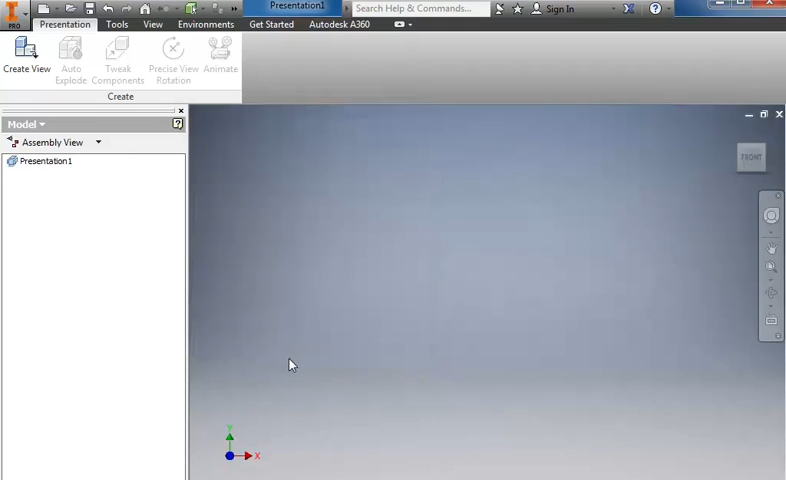 Presentation1
Search Help & Commands...
Sign In
PRO
Presentation Tools View Environments Get Started Autodesk A360
Create View
Auto Explode
Tweak Components
Precise View Rotation
Animate
Create
Model
Assembly View
Presentation1
FRONT
Y
X